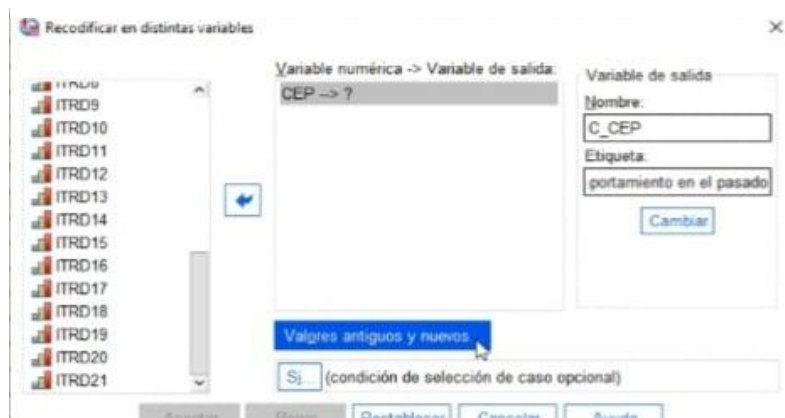 Recodificar en distintas variables
ITRD9
ITRD10
ITRD11
ITRD12
ITRD13
ITRD14
ITRD15
ITRD16
ITRD17
ITRD18
ITRD19
ITRD20
ITRD21
Variable numérica -> Variable de salida:
CEP --> ?
Valores antiguos y nuevos...
Si... (condición de selección de caso opcional)
Variable de salida
Nombre:
C_CEP
Etiqueta:
portamiento en el pasado
Cambiar
Restablecer Cancelar Ayuda